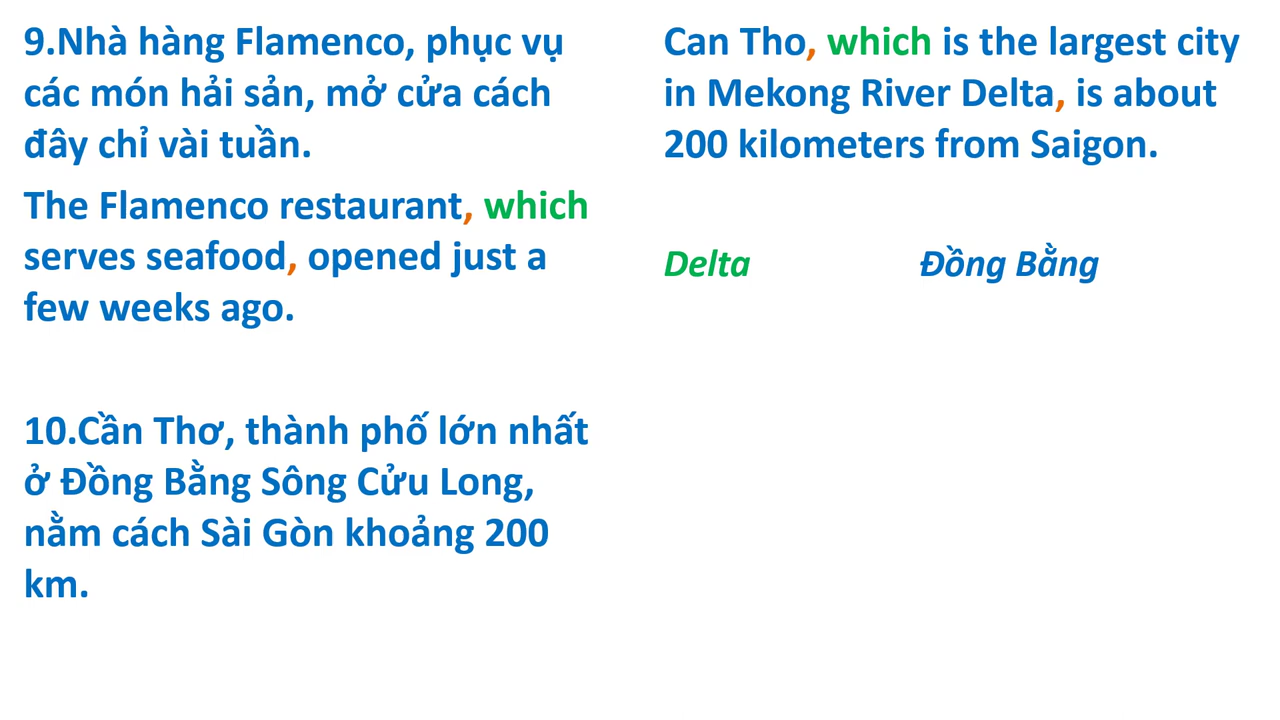 9.Nhà hàng Flamenco, phục vụ
các món hải sản, mở cửa cách
đây chỉ vài tuần.
The Flamenco restaurant, which
serves seafood, opened just a
few weeks ago.
10.Cần Thơ, thành phố lớn nhất
ở Đồng Bằng Sông Cửu Long,
nằm cách Sài Gòn khoảng 200
km.
Can Tho, which is the largest city
in Mekong River Delta, is about
200 kilometers from Saigon.
Delta Đồng Bằng